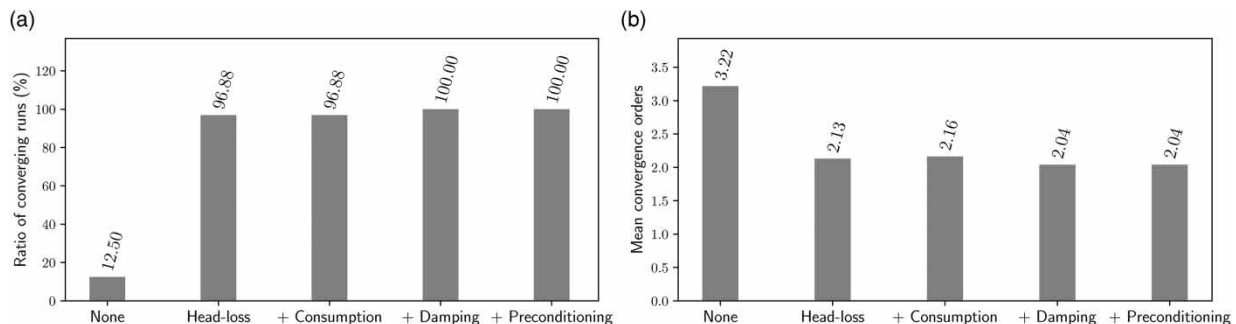 (a)
Ratio of converging runs (%)
120
100
80
60
40
20
0
12.50
96.88
96.88
100.00
100.00
None
Head-loss
+ Consumption
+ Damping
+ Preconditioning
(b)
Mean convergence orders
3.5
3.0
2.5
2.0
1.5
1.0
0.5
0.0
3.22
2.13
2.16
2.04
2.04
None
Head-loss
+ Consumption
+ Damping
+ Preconditioning